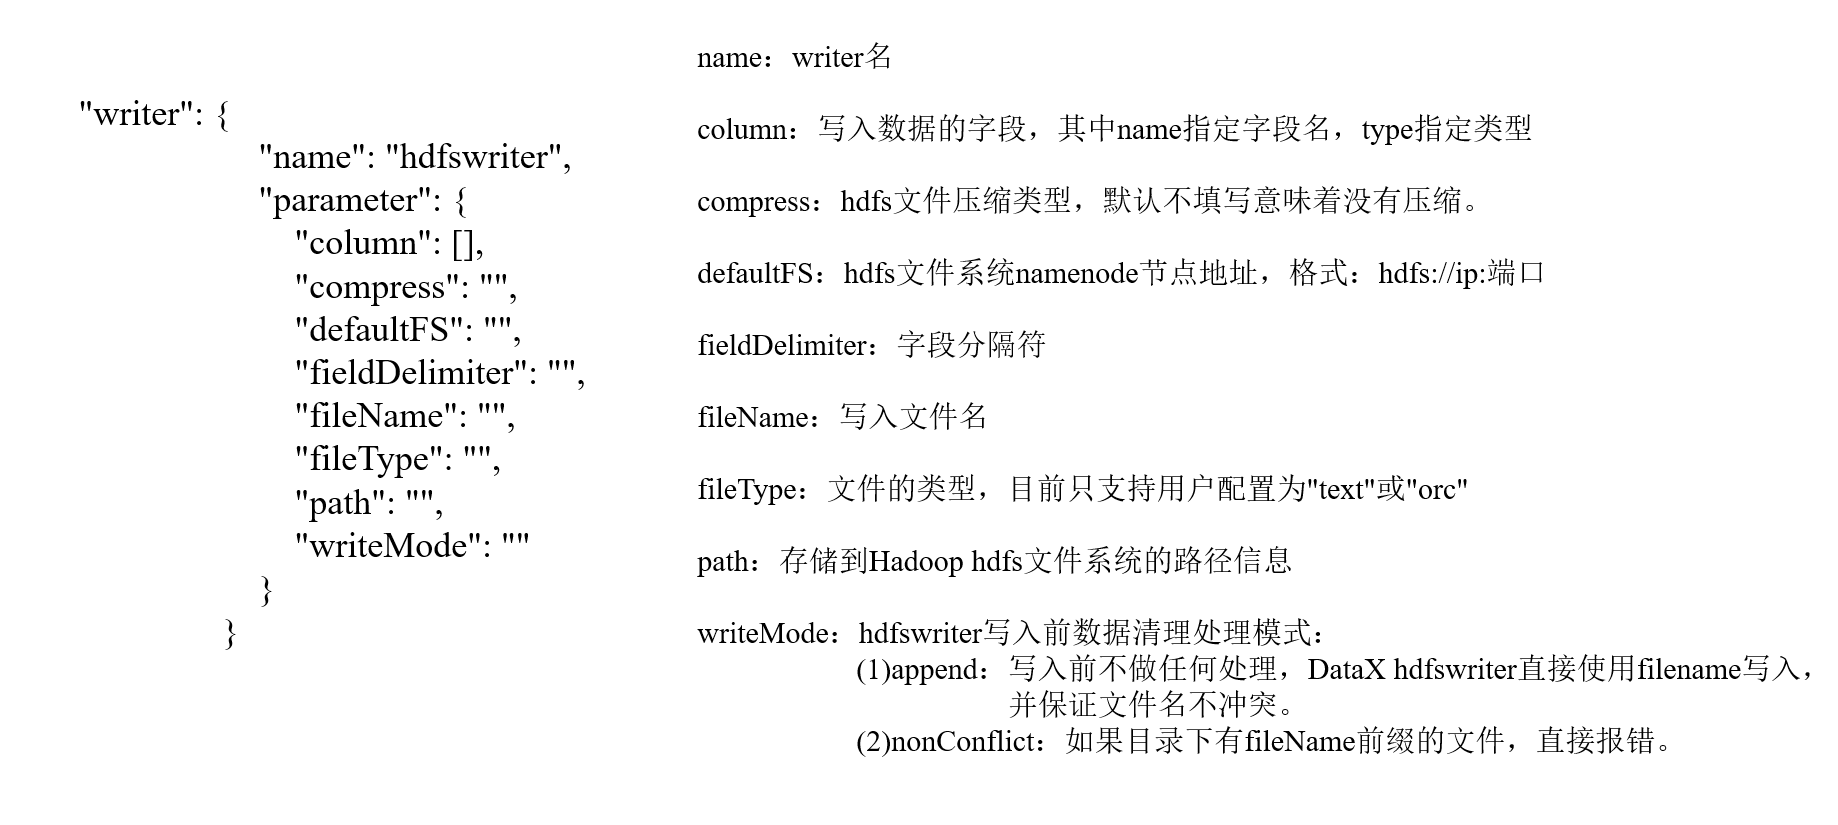 "writer": {
"name": "hdfswriter",
"parameter": {
"column": [],
"compress": "",
"defaultFS": "",
"fieldDelimiter": "",
"fileName": "",
"fileType": "",
"path": "",
"writeMode": ""
}
}
name：writer名
column：写入数据的字段，其中name指定字段名，type指定类型
compress：hdfs文件压缩类型，默认不填写意味着没有压缩。
defaultFS：hdfs文件系统namenode节点地址，格式：hdfs://ip:端口
fieldDelimiter：字段分隔符
fileName：写入文件名
fileType：文件的类型，目前只支持用户配置为"text"或"orc"
path：存储到Hadoop hdfs文件系统的路径信息
writeMode：hdfswriter写入前数据清理处理模式：
(1)append：写入前不做任何处理，DataX hdfswriter直接使用filename写入，
并保证文件名不冲突。
(2)nonConflict：如果目录下有fileName前缀的文件，直接报错。